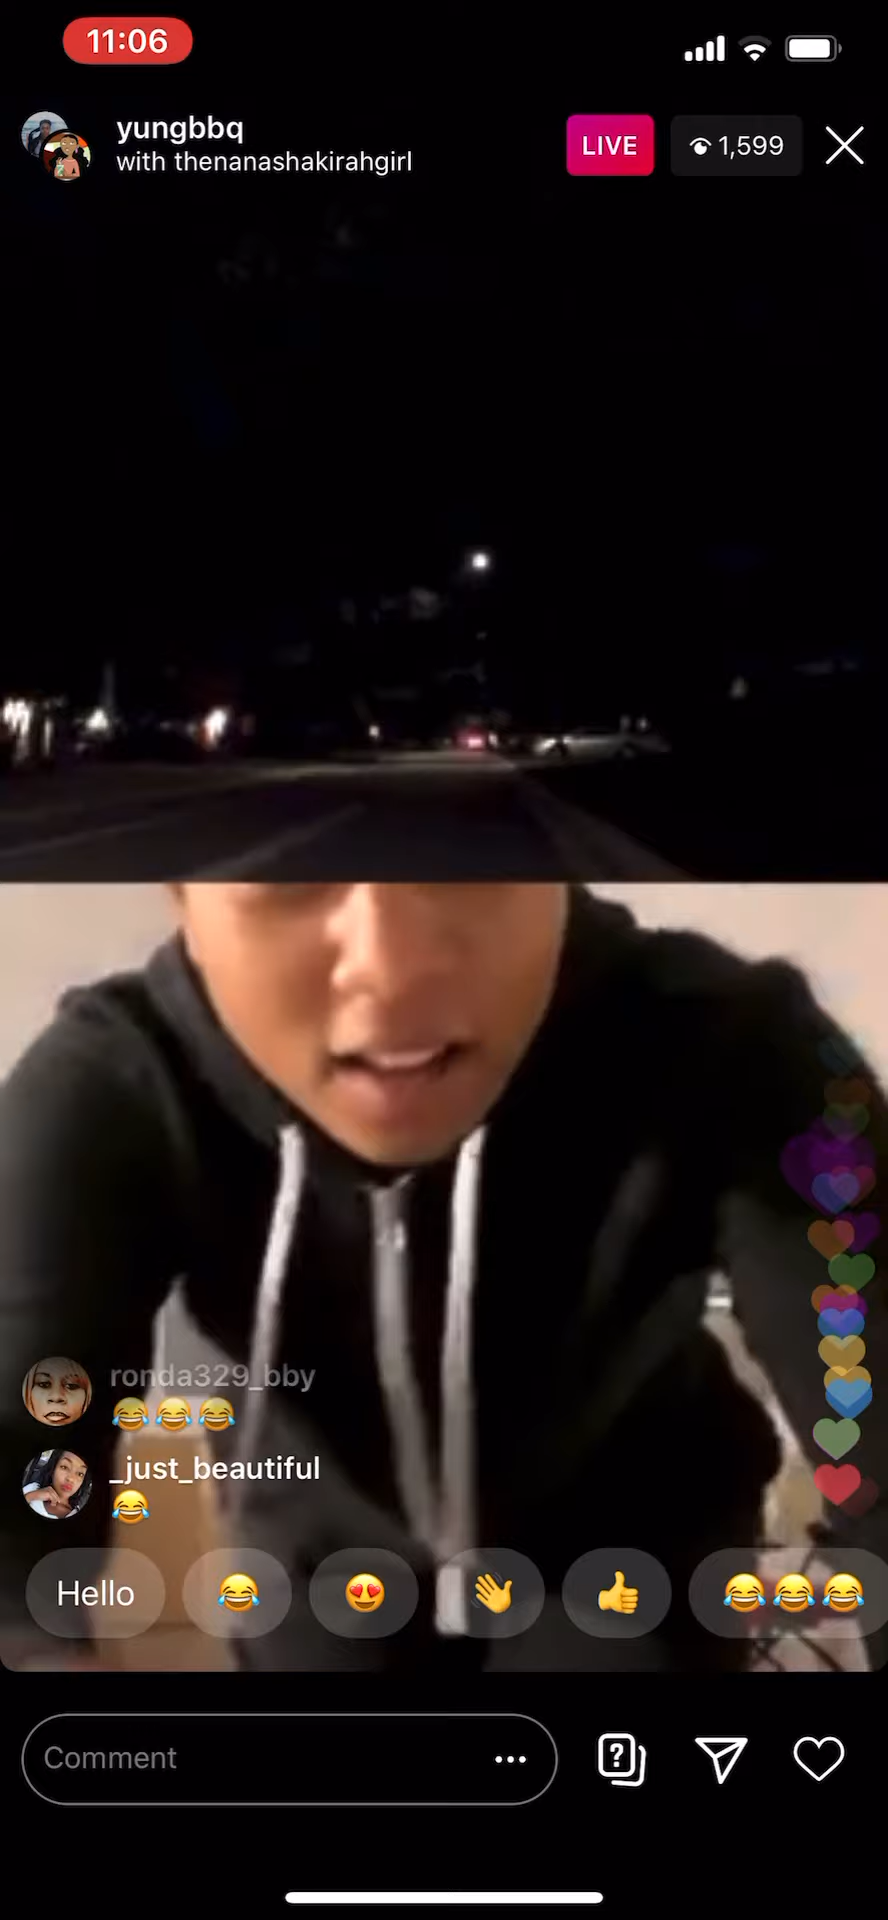 11:06
yungbbq
with thenanashakirahgirl
LIVE
1,599
ronda329_bby
😂😂😂
_just_beautiful
😂
Hello 😂 😍 👋 👍 😂😂😂
Comment